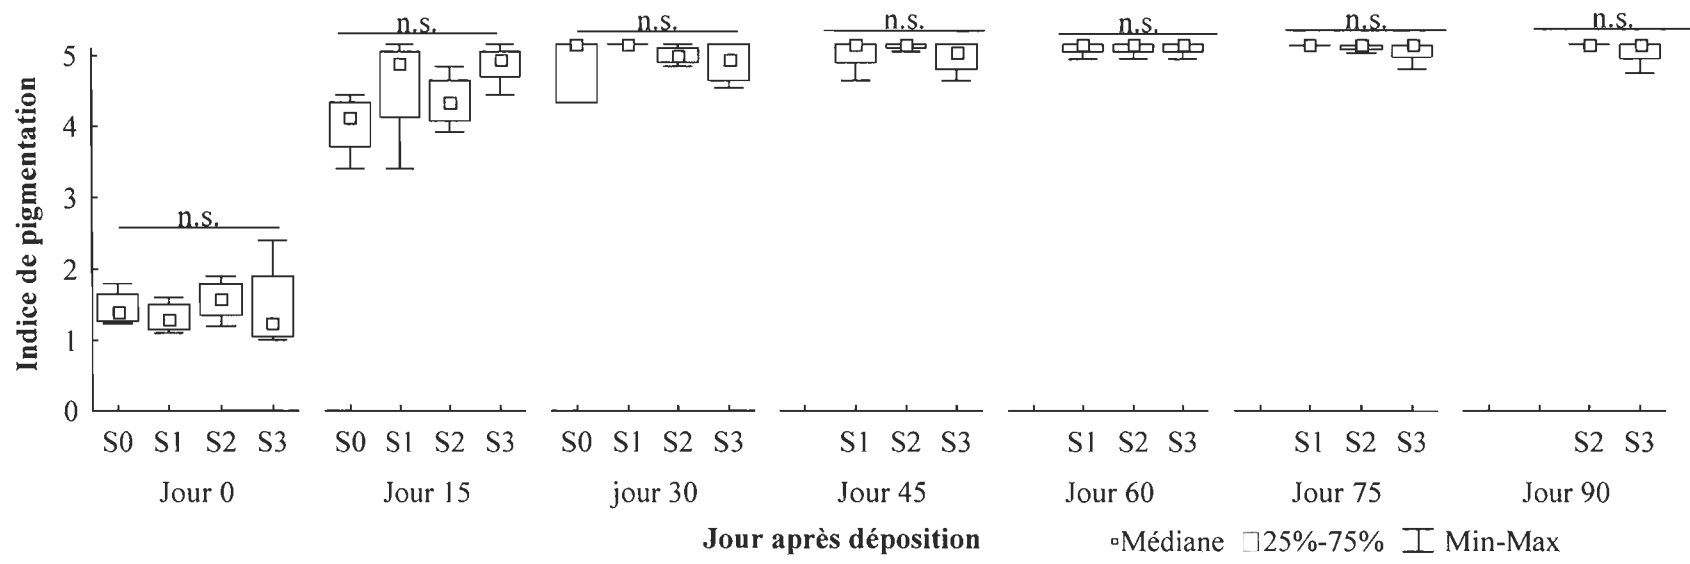 n.s. n.s. n.s. n.s. n.s. n.s. n.s.
Indice de pigmentation
5
4
3
2
1
0
S0 S1 S2 S3 S0 S1 S2 S3 S0 S1 S2 S3 S1 S2 S3 S1 S2 S3 S1 S2 S3 S2 S3
Jour 0 Jour 15 jour 30 Jour 45 Jour 60 Jour 75 Jour 90
Jour après déposition
Médiane 25%-75% Min-Max